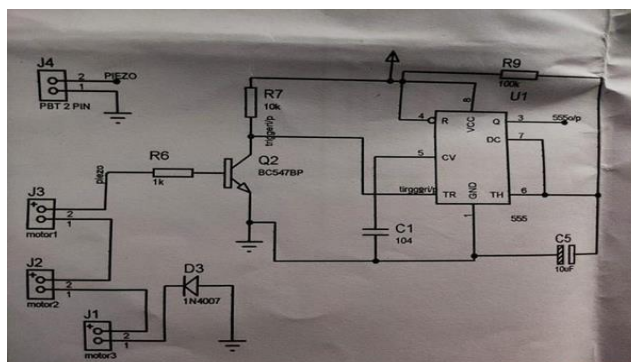 J4
2
1
PIEZO
PBT 2 PIN
R7
10k
triggeri/p
R9
100k
U1
4
R
VCC
8
Q
3
555o/p
DC
7
5
CV
TR
tirggeri/p
GND
1
TH
6
555
R6
1k
piezo
Q2
BC547BP
C1
104
C5
10uF
J3
+
2
1
motor1
J2
+
2
1
motor2
J1
+
2
1
motor3
D3
1N4007